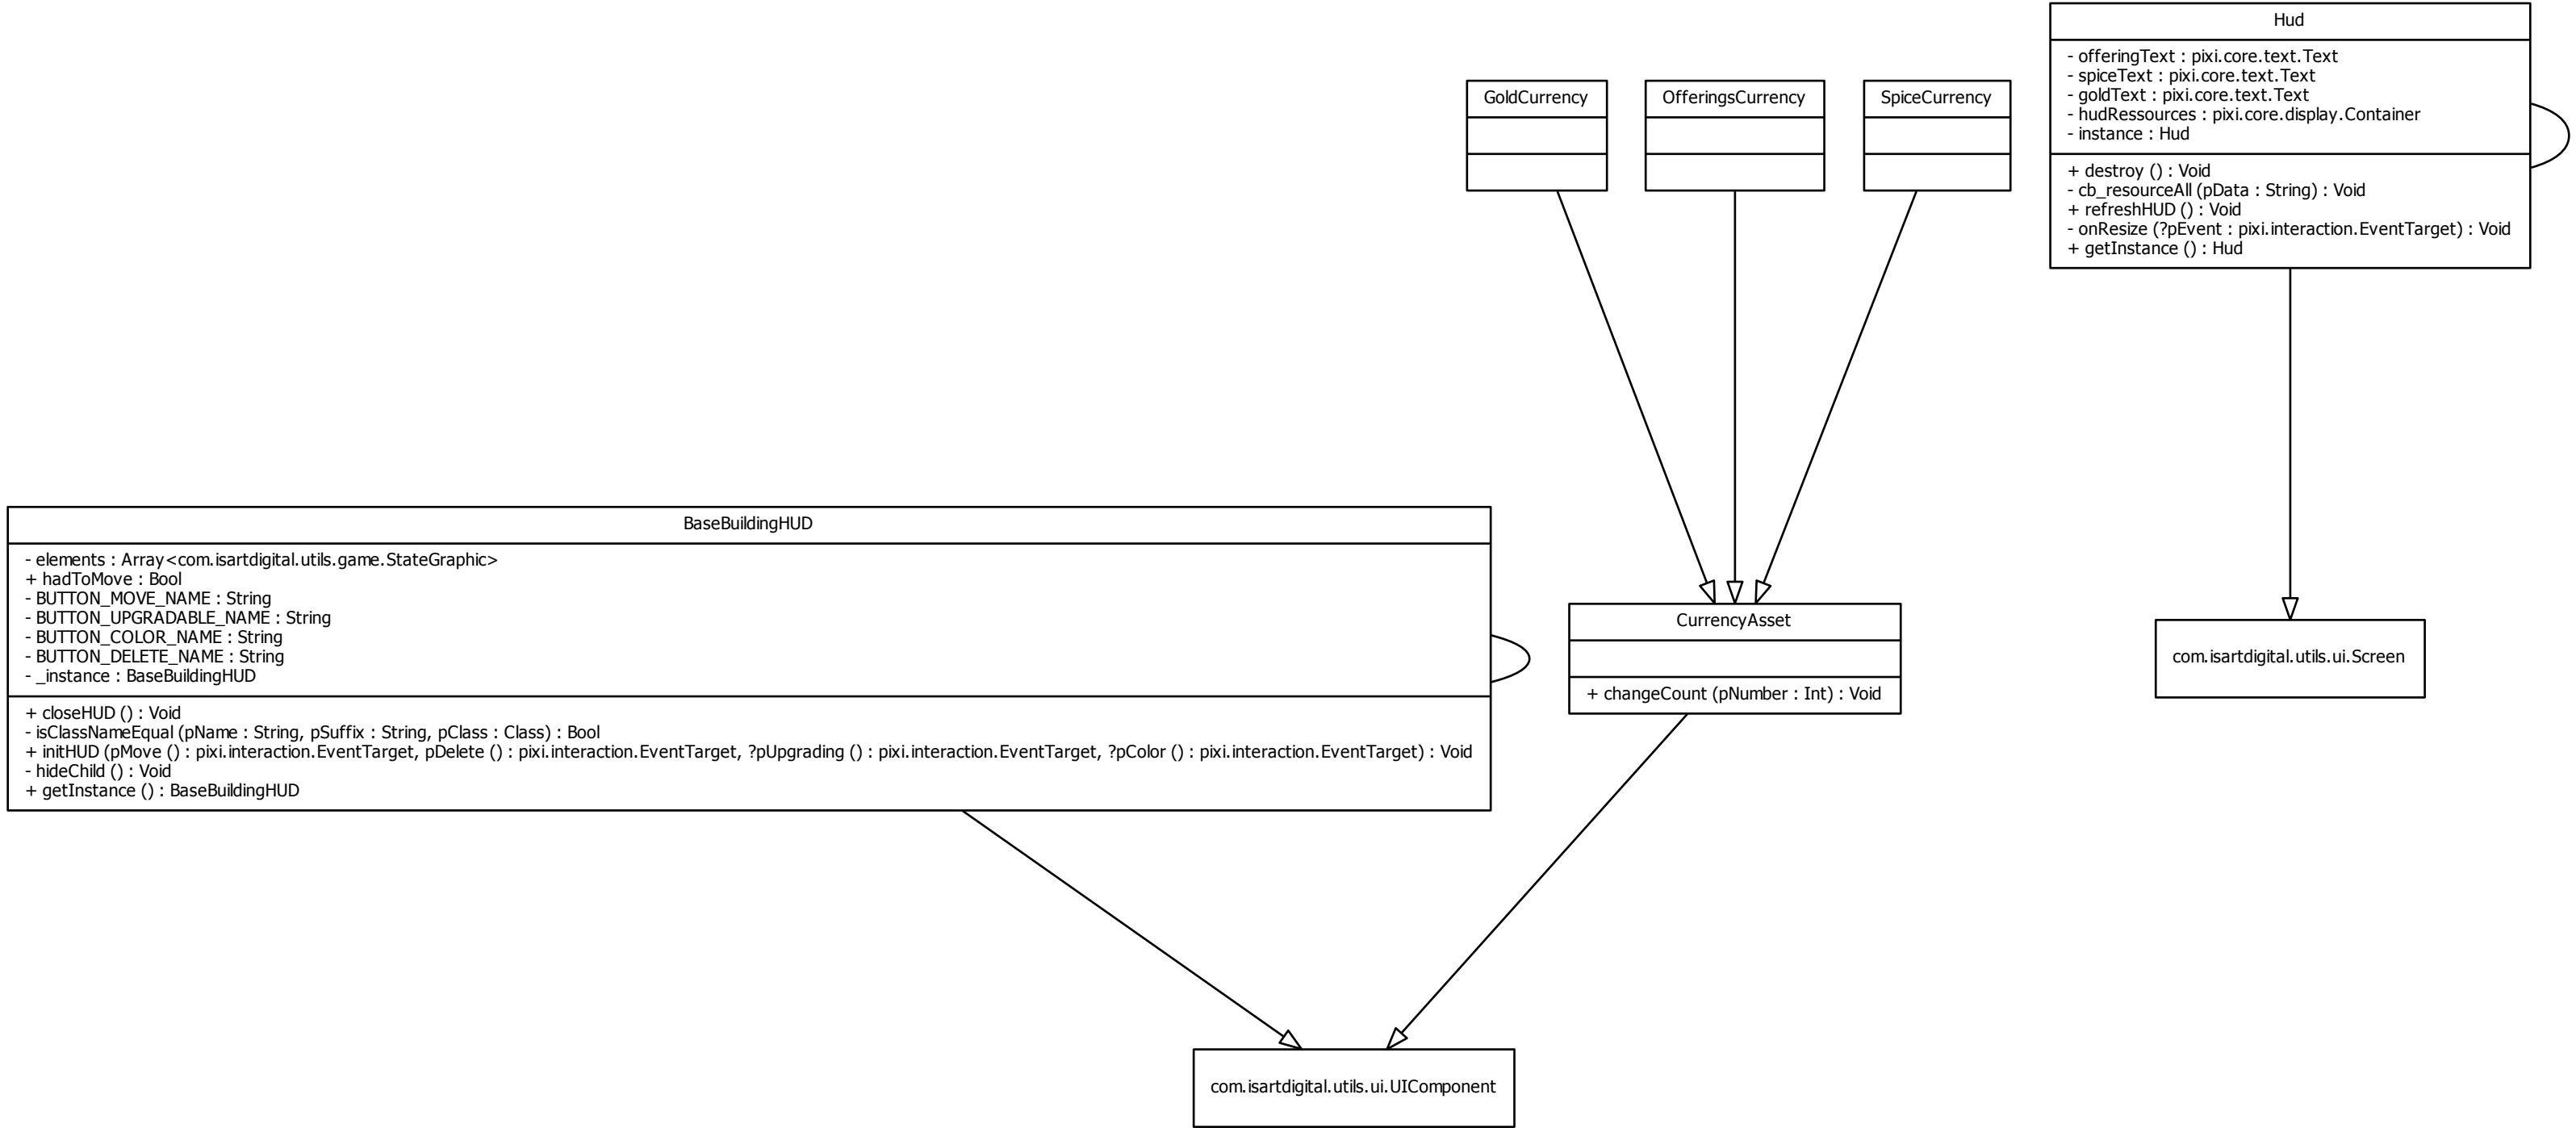 Hud
- offeringText : pixi.core.text.Text
- spiceText : pixi.core.text.Text
- goldText : pixi.core.text.Text
- hudRessources : pixi.core.display.Container
- instance : Hud
+ destroy () : Void
- cb_resourceAll (pData : String) : Void
+ refreshHUD () : Void
- onResize (?pEvent : pixi.interaction.EventTarget) : Void
+ getInstance () : Hud
GoldCurrency
OfferingsCurrency
SpiceCurrency
BaseBuildingHUD
- elements : Array<com.isartdigital.utils.game.StateGraphic>
+ hadToMove : Bool
- BUTTON_MOVE_NAME : String
- BUTTON_UPGRADABLE_NAME : String
- BUTTON_COLOR_NAME : String
- BUTTON_DELETE_NAME : String
- _instance : BaseBuildingHUD
+ closeHUD () : Void
- isClassNameEqual (pName : String, pSuffix : String, pClass : Class) : Bool
+ initHUD (pMove () : pixi.interaction.EventTarget, pDelete () : pixi.interaction.EventTarget, ?pUpgrading () : pixi.interaction.EventTarget, ?pColor () : pixi.interaction.EventTarget) : Void
- hideChild () : Void
+ getInstance () : BaseBuildingHUD
CurrencyAsset
+ changeCount (pNumber : Int) : Void
com.isartdigital.utils.ui.Screen
com.isartdigital.utils.ui.UIComponent